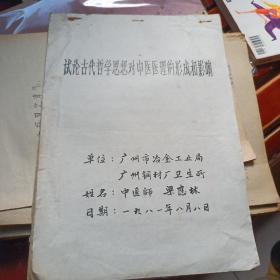 试论古代哲学思想对中医医理的形成和影响
单位：广州市冶金工业局
广州铜材厂卫生所
姓名：中医师 梁应林
日期：一九八一年八月八日